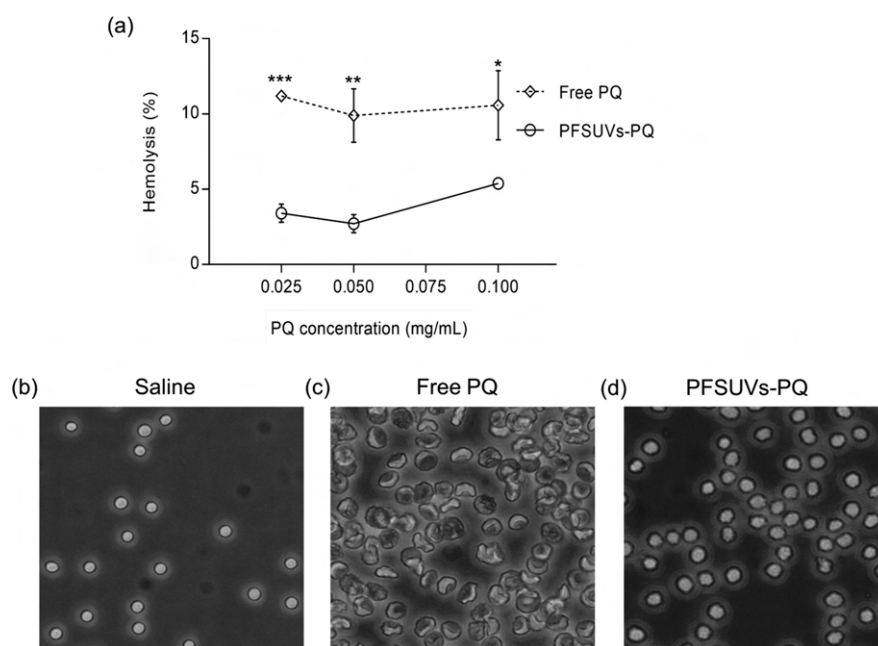 (a)
15
10
5
0
Hemolysis (%)
***
**
*
Free PQ
PFSUVs-PQ
0.025 0.050 0.075 0.100
PQ concentration (mg/mL)
(b) Saline
(c) Free PQ
(d) PFSUVs-PQ